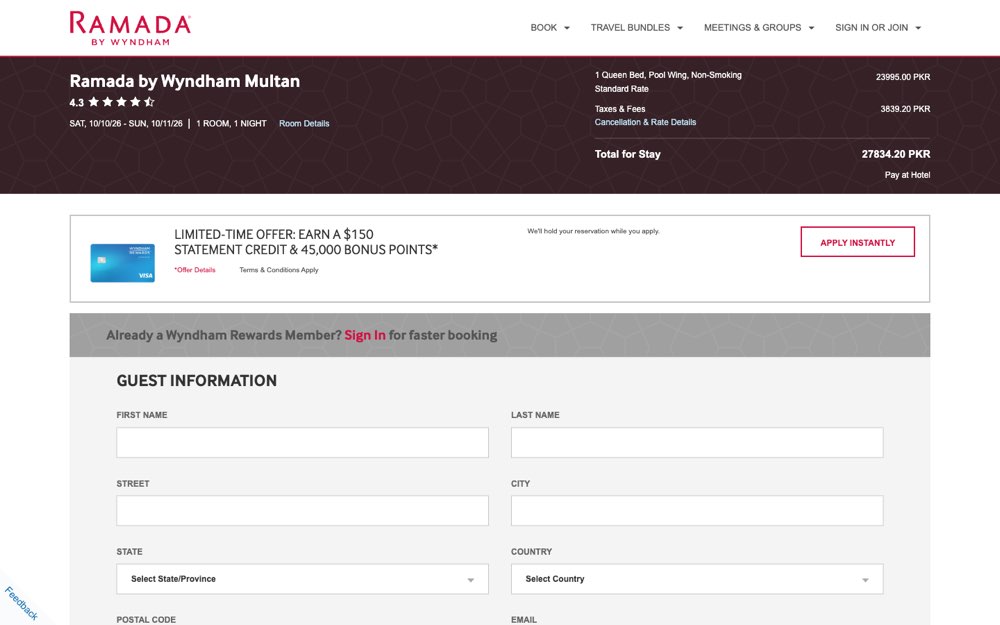 RAMADA
BY WYNDHAM
BOOK
TRAVEL BUNDLES
MEETINGS & GROUPS
SIGN IN OR JOIN
Ramada by Wyndham Multan
4.3
SAT, 10/10/26 - SUN, 10/11/26 | 1 ROOM, 1 NIGHT Room Details
1 Queen Bed, Pool Wing, Non-Smoking 23995.00 PKR
Standard Rate
Taxes & Fees 3839.20 PKR
Cancellation & Rate Details
Total for Stay 27834.20 PKR
Pay at Hotel
WYNDHAM
REWARDS
VISA
LIMITED-TIME OFFER: EARN A $150
STATEMENT CREDIT & 45,000 BONUS POINTS*
*Offer Details Terms & Conditions Apply
We'll hold your reservation while you apply.
APPLY INSTANTLY
Already a Wyndham Rewards Member? Sign In for faster booking
GUEST INFORMATION
FIRST NAME
LAST NAME
STREET
CITY
STATE
COUNTRY
Select State/Province
Select Country
POSTAL CODE
EMAIL
Feedback